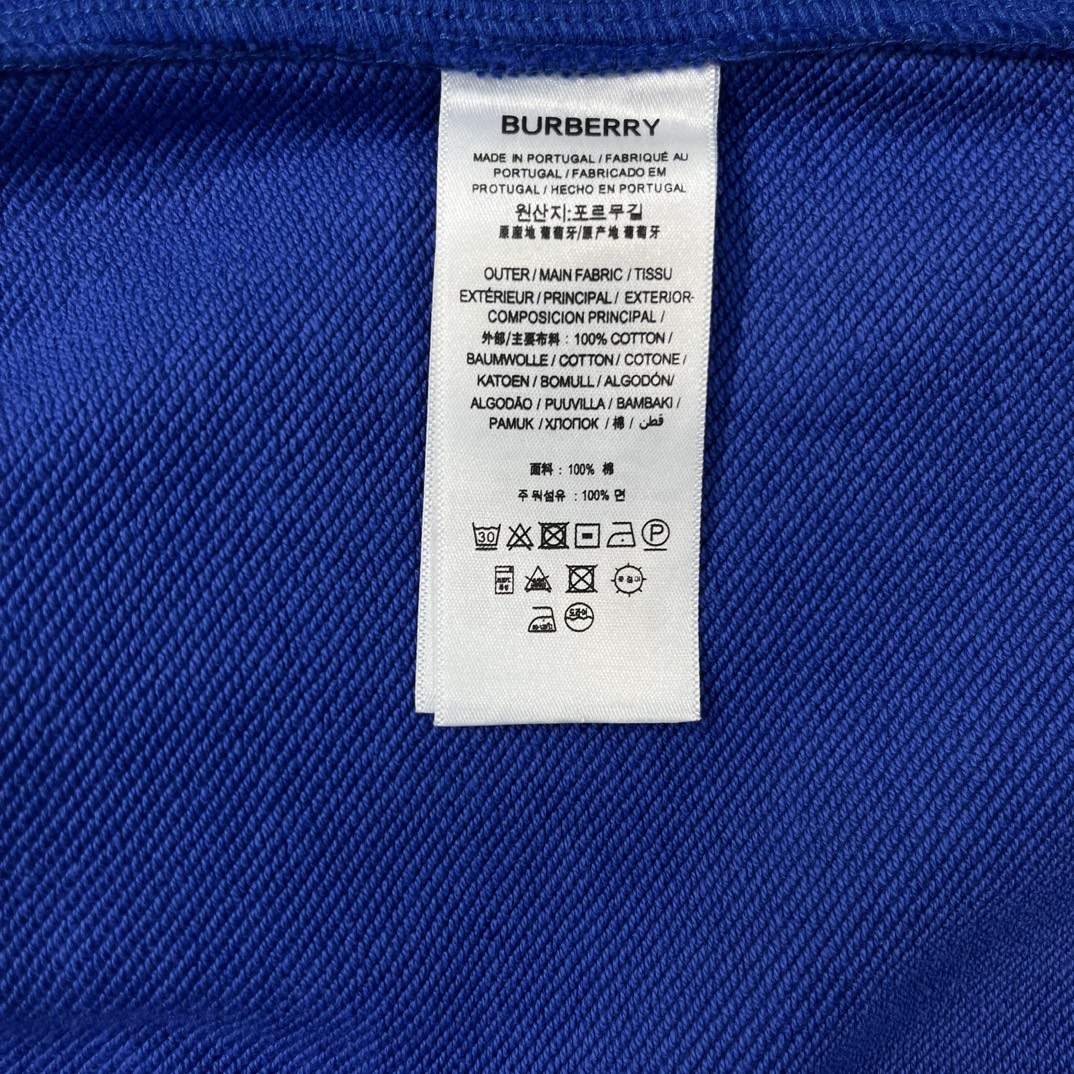 BURBERRY
MADE IN PORTUGAL / FABRIQUÉ AU
PORTUGAL / FABRICADO EM
PROTUGAL / HECHO EN PORTUGAL
원산지:포르무길
原産地 葡萄牙/原产地 葡萄牙
OUTER / MAIN FABRIC / TISSU
EXTÉRIEUR / PRINCIPAL / EXTERIOR-
COMPOSICION PRINCIPAL /
外部/主要布料 : 100% COTTON /
BAUMWOLLE / COTTON / COTONE /
KATOEN / BOMULL / ALGODÓN/
ALGODÃO / PUUVILLA / BAMBAKI /
PAMUK / ХЛОПОК / 棉 / قطن
面料 : 100% 棉
주 워섬유 : 100% 면
30 P